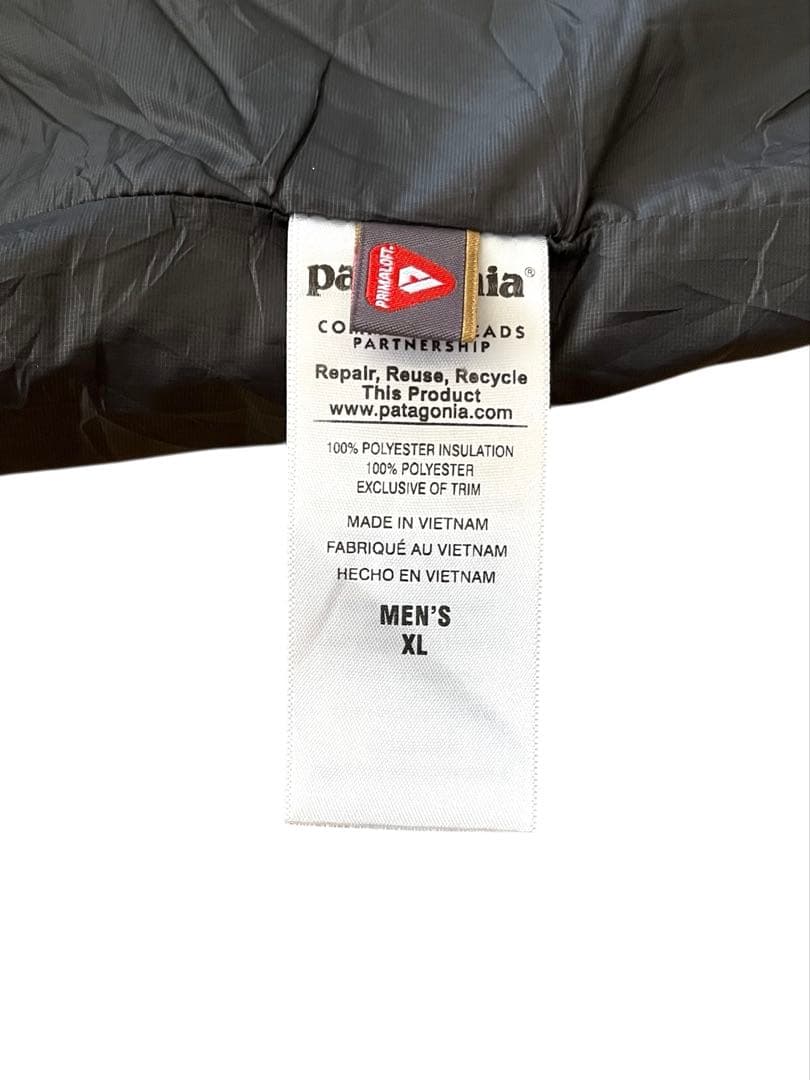 PRIMALOFT®
PARTNERSHIP
Repair, Reuse, Recycle
This Product
www.patagonia.com
100% POLYESTER INSULATION
100% POLYESTER
EXCLUSIVE OF TRIM
MADE IN VIETNAM
FABRIQUÉ AU VIETNAM
HECHO EN VIETNAM
MEN'S
XL